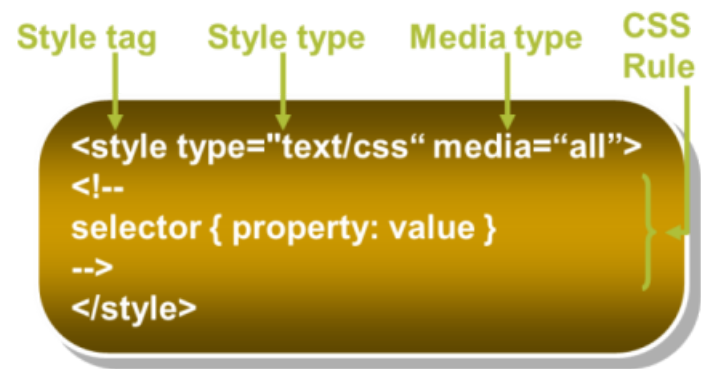 Style tag Style type Media type CSS
Rule
<style type="text/css“ media=“all”>
<!--
selector { property: value }
-->
</style>